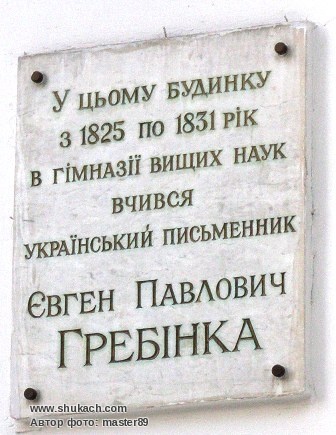 У ЦЬОМУ БУДИНКУ
З 1825 ПО 1831 РІК
В ГІМНАЗІЇ ВИЩИХ НАУК
ВЧИВСЯ
УКРАЇНСЬКИЙ ПИСЬМЕННИК
ЄВГЕН ПАВЛОВИЧ
ГРЕБІНКА
www.shukach.com
Автор фото: master89